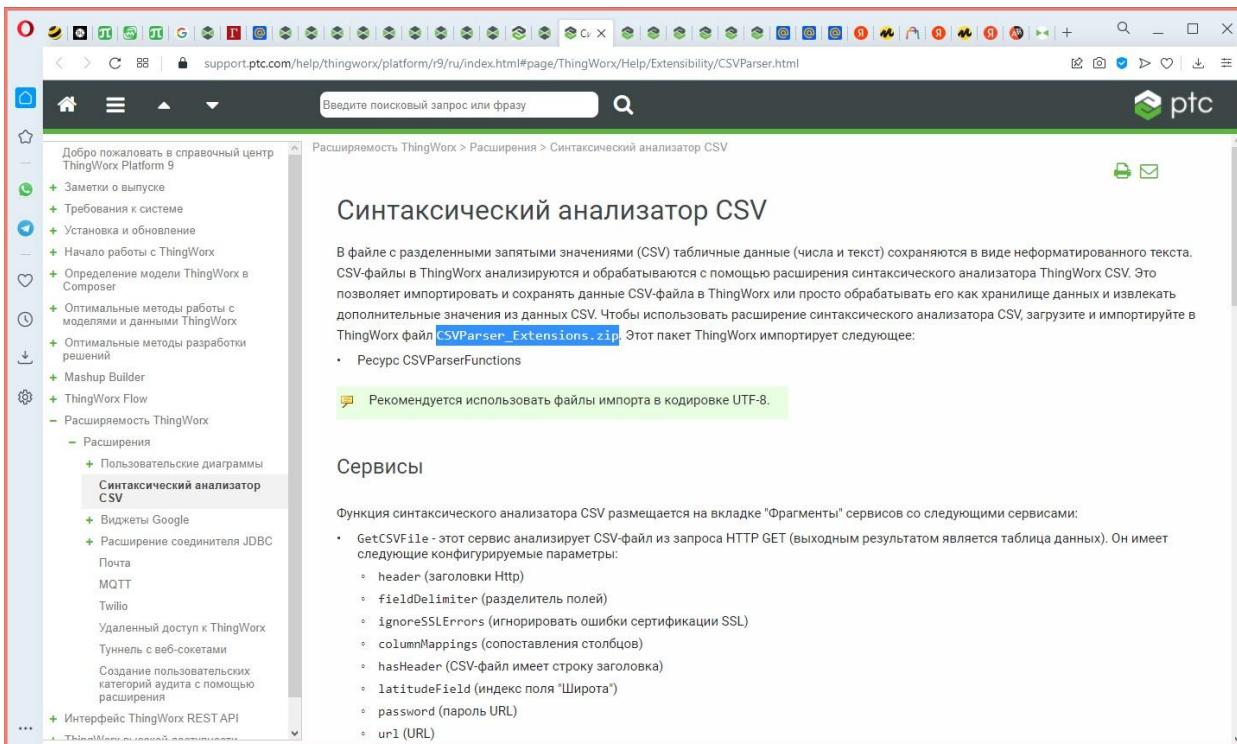 support.ptc.com/help/thingworx/platform/r9/ru/index.html#page/ThingWorx/Help/Extensibility/CSVParser.html
Введите поисковый запрос или фразу
ptc
Добро пожаловать в справочный центр
ThingWorx Platform 9
+ Заметки о выпуске
+ Требования к системе
+ Установка и обновление
+ Начало работы с ThingWorx
+ Определение модели ThingWorx в
Composer
+ Оптимальные методы работы с
моделями и данными ThingWorx
+ Оптимальные методы разработки
решений
+ Mashup Builder
+ ThingWorx Flow
− Расширяемость ThingWorx
− Расширения
+ Пользовательские диаграммы
Синтаксический анализатор
CSV
+ Виджеты Google
+ Расширение соединителя JDBC
Почта
MQTT
Twilio
Удаленный доступ к ThingWorx
Туннель с веб-сокетами
Создание пользовательских
категорий аудита с помощью
расширения
+ Интерфейс ThingWorx REST API
Расширяемость ThingWorx > Расширения > Синтаксический анализатор CSV
Синтаксический анализатор CSV
В файле с разделенными запятыми значениями (CSV) табличные данные (числа и текст) сохраняются в виде неформатированного текста.
CSV-файлы в ThingWorx анализируются и обрабатываются с помощью расширения синтаксического анализатора ThingWorx CSV. Это
позволяет импортировать и сохранять данные CSV-файла в ThingWorx или просто обрабатывать его как хранилище данных и извлекать
дополнительные значения из данных CSV. Чтобы использовать расширение синтаксического анализатора CSV, загрузите и импортируйте в
ThingWorx файл CSVParser_Extensions.zip. Этот пакет ThingWorx импортирует следующее:
• Ресурс CSVParserFunctions
Рекомендуется использовать файлы импорта в кодировке UTF-8.
Сервисы
Функция синтаксического анализатора CSV размещается на вкладке "Фрагменты" сервисов со следующими сервисами:
• GetCSVFile - этот сервис анализирует CSV-файл из запроса HTTP GET (выходным результатом является таблица данных). Он имеет
следующие конфигурируемые параметры:
◦ header (заголовки Http)
◦ fieldDelimiter (разделитель полей)
◦ ignoreSSLErrors (игнорировать ошибки сертификации SSL)
◦ columnMappings (сопоставления столбцов)
◦ hasHeader (CSV-файл имеет строку заголовка)
◦ latitudeField (индекс поля "Широта")
◦ password (пароль URL)
◦ url (URL)